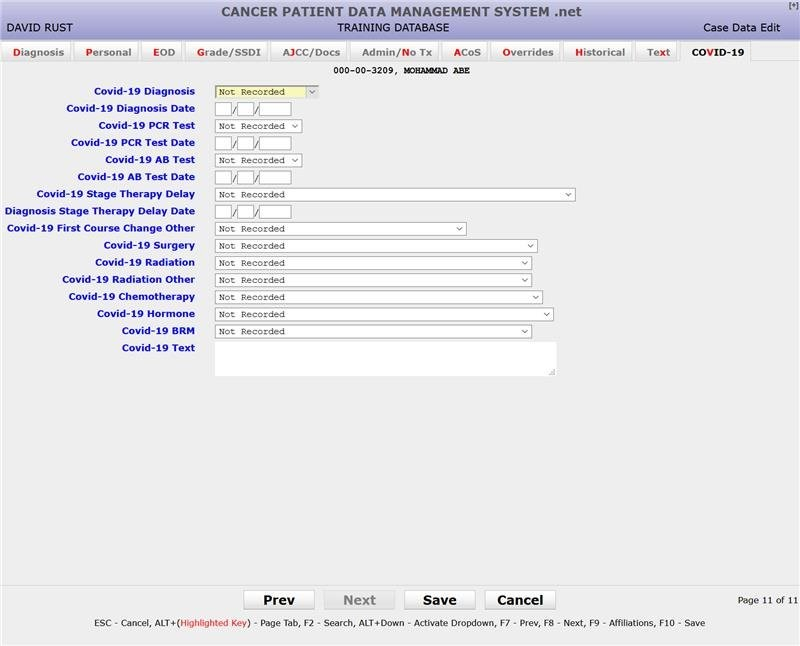 CANCER PATIENT DATA MANAGEMENT SYSTEM .net
[+]
DAVID RUST TRAINING DATABASE Case Data Edit
Diagnosis Personal EOD Grade/SSDI AJCC/Docs Admin/No Tx ACoS Overrides Historical Text COVID-19
000-00-3209, MOHAMMAD ABE
Covid-19 Diagnosis Not Recorded
Covid-19 Diagnosis Date / /
Covid-19 PCR Test Not Recorded
Covid-19 PCR Test Date / /
Covid-19 AB Test Not Recorded
Covid-19 AB Test Date / /
Covid-19 Stage Therapy Delay Not Recorded
Diagnosis Stage Therapy Delay Date / /
Covid-19 First Course Change Other Not Recorded
Covid-19 Surgery Not Recorded
Covid-19 Radiation Not Recorded
Covid-19 Radiation Other Not Recorded
Covid-19 Chemotherapy Not Recorded
Covid-19 Hormone Not Recorded
Covid-19 BRM Not Recorded
Covid-19 Text
Prev Next Save Cancel Page 11 of 11
ESC - Cancel, ALT+(Highlighted Key) - Page Tab, F2 - Search, ALT+Down - Activate Dropdown, F7 - Prev, F8 - Next, F9 - Affiliations, F10 - Save